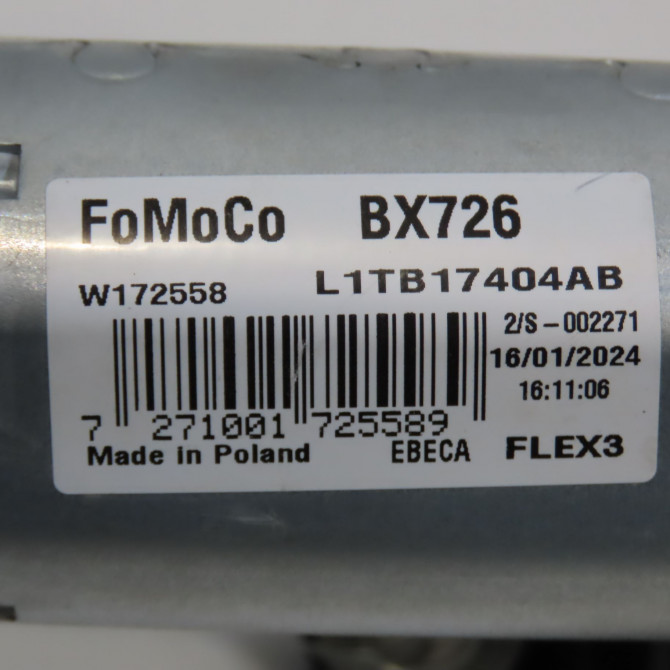 FoMoCo BX726
W172558 L1TB17404AB
2/S-002271
16/01/2024
16:11:06
7 271001 725589
Made in Poland EBECA FLEX3